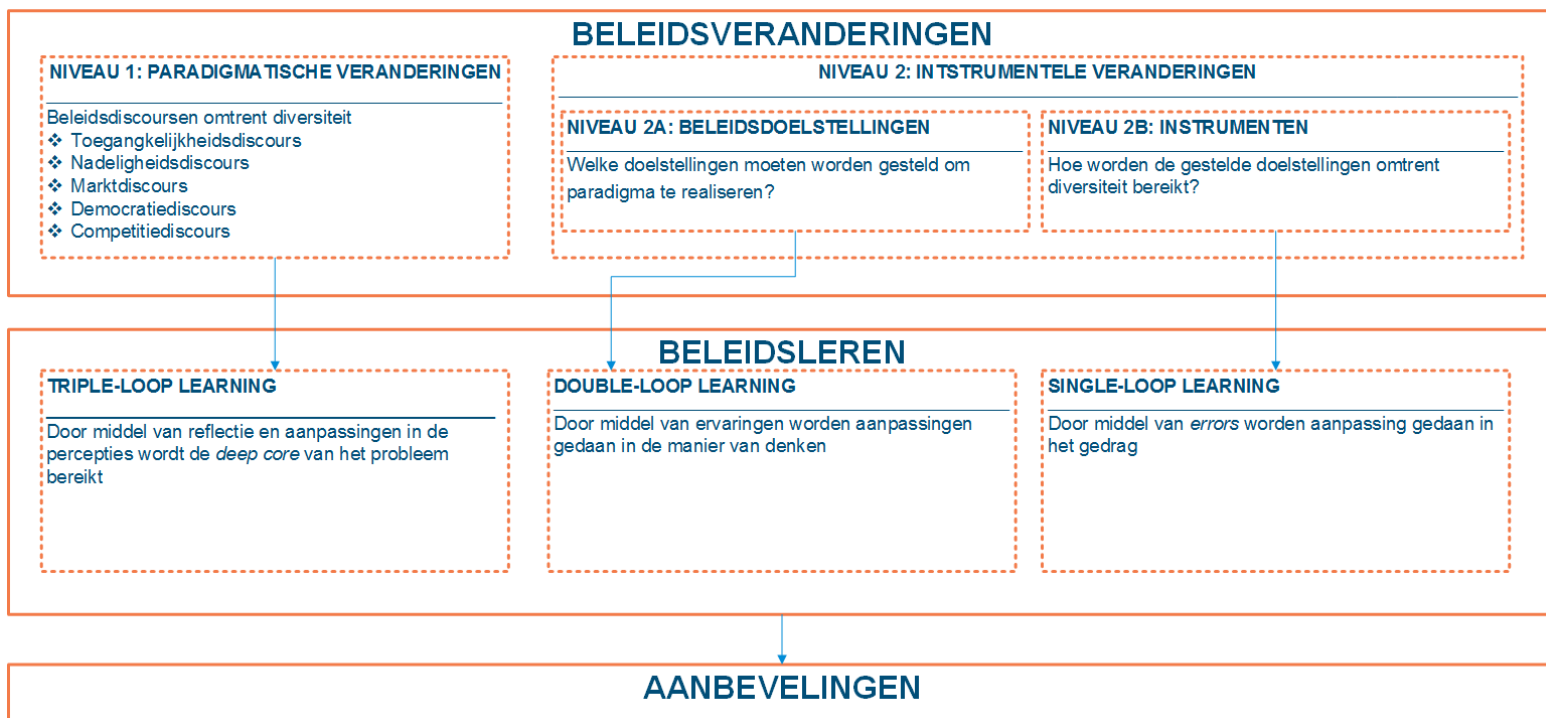 BELEIDSVERANDERINGEN
NIVEAU 1: PARADIGMATISCHE VERANDERINGEN
Beleidsdiscoursen omtrent diversiteit
❖ Toegangkelijkheidsdiscours
❖ Nadeligheidsdiscours
❖ Marktdiscours
❖ Democratiediscours
❖ Competitiediscours
NIVEAU 2: INTSTRUMENTELE VERANDERINGEN
NIVEAU 2A: BELEIDSDOELSTELLINGEN
Welke doelstellingen moeten worden gesteld om
paradigma te realiseren?
NIVEAU 2B: INSTRUMENTEN
Hoe worden de gestelde doelstellingen omtrent
diversiteit bereikt?
BELEIDSLEREN
TRIPLE-LOOP LEARNING
Door middel van reflectie en aanpassingen in de
percepties wordt de deep core van het probleem
bereikt
DOUBLE-LOOP LEARNING
Door middel van ervaringen worden aanpassingen
gedaan in de manier van denken
SINGLE-LOOP LEARNING
Door middel van errors worden aanpassing gedaan in
het gedrag
AANBEVELINGEN